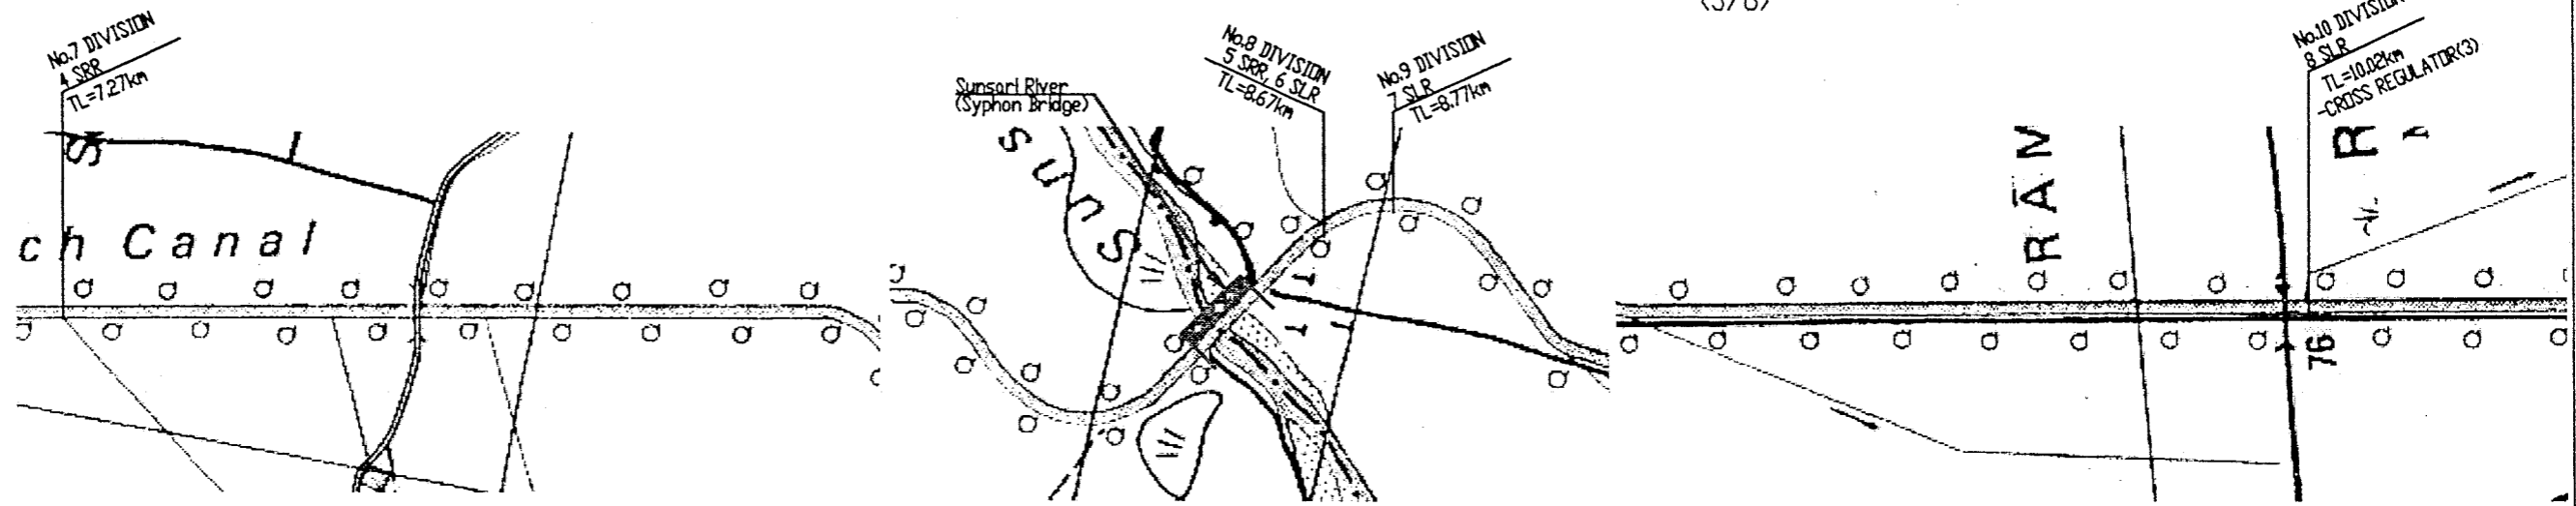 No.7 DIVISION
4 SRR
TL=7.27km
ch Canal
Sunsari River
(Syphon Bridge)
suns
No.8 DIVISION
5 SRR, 6 SLR
TL=8.67km
No.9 DIVISION
7 SLR
TL=8.77km
RĀM
No.10 DIVISION
8 SLR
TL=10.02km
-CROSS REGULATOR(3)
R
76